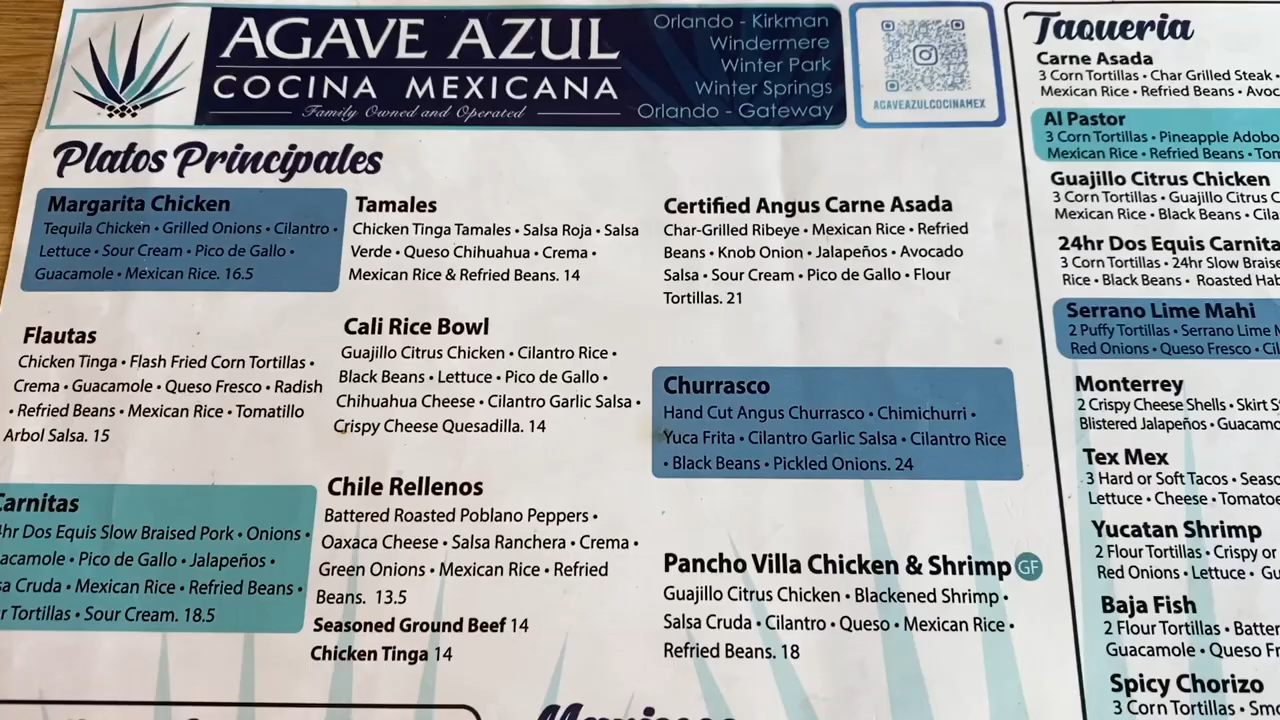 AGAVE AZUL
COCINA MEXICANA
Family Owned and Operated
Orlando - Kirkman
Windermere
Winter Park
Winter Springs
Orlando - Gateway
AGAVEAZULCOCINAMEX
Platos Principales
Margarita Chicken
Tequila Chicken • Grilled Onions • Cilantro •
Lettuce • Sour Cream • Pico de Gallo •
Guacamole • Mexican Rice. 16.5
Flautas
Chicken Tinga • Flash Fried Corn Tortillas •
Crema • Guacamole • Queso Fresco • Radish
• Refried Beans • Mexican Rice • Tomatillo
Arbol Salsa. 15
Carnitas
4hr Dos Equis Slow Braised Pork • Onions •
acamole • Pico de Gallo • Jalapeños •
sa Cruda • Mexican Rice • Refried Beans •
r Tortillas • Sour Cream. 18.5
Tamales
Chicken Tinga Tamales • Salsa Roja • Salsa
Verde • Queso Chihuahua • Crema •
Mexican Rice & Refried Beans. 14
Cali Rice Bowl
Guajillo Citrus Chicken • Cilantro Rice •
Black Beans • Lettuce • Pico de Gallo •
Chihuahua Cheese • Cilantro Garlic Salsa •
Crispy Cheese Quesadilla. 14
Chile Rellenos
Battered Roasted Poblano Peppers •
Oaxaca Cheese • Salsa Ranchera • Crema •
Green Onions • Mexican Rice • Refried
Beans. 13.5
Seasoned Ground Beef 14
Chicken Tinga 14
Certified Angus Carne Asada
Char-Grilled Ribeye • Mexican Rice • Refried
Beans • Knob Onion • Jalapeños • Avocado
Salsa • Sour Cream • Pico de Gallo • Flour
Tortillas. 21
Churrasco
Hand Cut Angus Churrasco • Chimichurri •
Yuca Frita • Cilantro Garlic Salsa • Cilantro Rice
• Black Beans • Pickled Onions. 24
Pancho Villa Chicken & Shrimp GF
Guajillo Citrus Chicken • Blackened Shrimp •
Salsa Cruda • Cilantro • Queso • Mexican Rice •
Refried Beans. 18
Taqueria
Carne Asada
3 Corn Tortillas • Char Grilled Steak •
Mexican Rice • Refried Beans • Avoc
Al Pastor
3 Corn Tortillas • Pineapple Adobo
Mexican Rice • Refried Beans • Tom
Guajillo Citrus Chicken
3 Corn Tortillas • Guajillo Citrus C
Mexican Rice • Black Beans • Cila
24hr Dos Equis Carnita
3 Corn Tortillas • 24hr Slow Braise
Rice • Black Beans • Roasted Hab
Serrano Lime Mahi
2 Puffy Tortillas • Serrano Lime M
Red Onions • Queso Fresco • Cil
Monterrey
2 Crispy Cheese Shells • Skirt S
Blistered Jalapeños • Guacamo
Tex Mex
3 Hard or Soft Tacos • Seaso
Lettuce • Cheese • Tomatoe
Yucatan Shrimp
2 Flour Tortillas • Crispy or
Red Onions • Lettuce • Gu
Baja Fish
2 Flour Tortillas • Batter
Guacamole • Queso Fr
Spicy Chorizo
3 Corn Tortillas • Smo